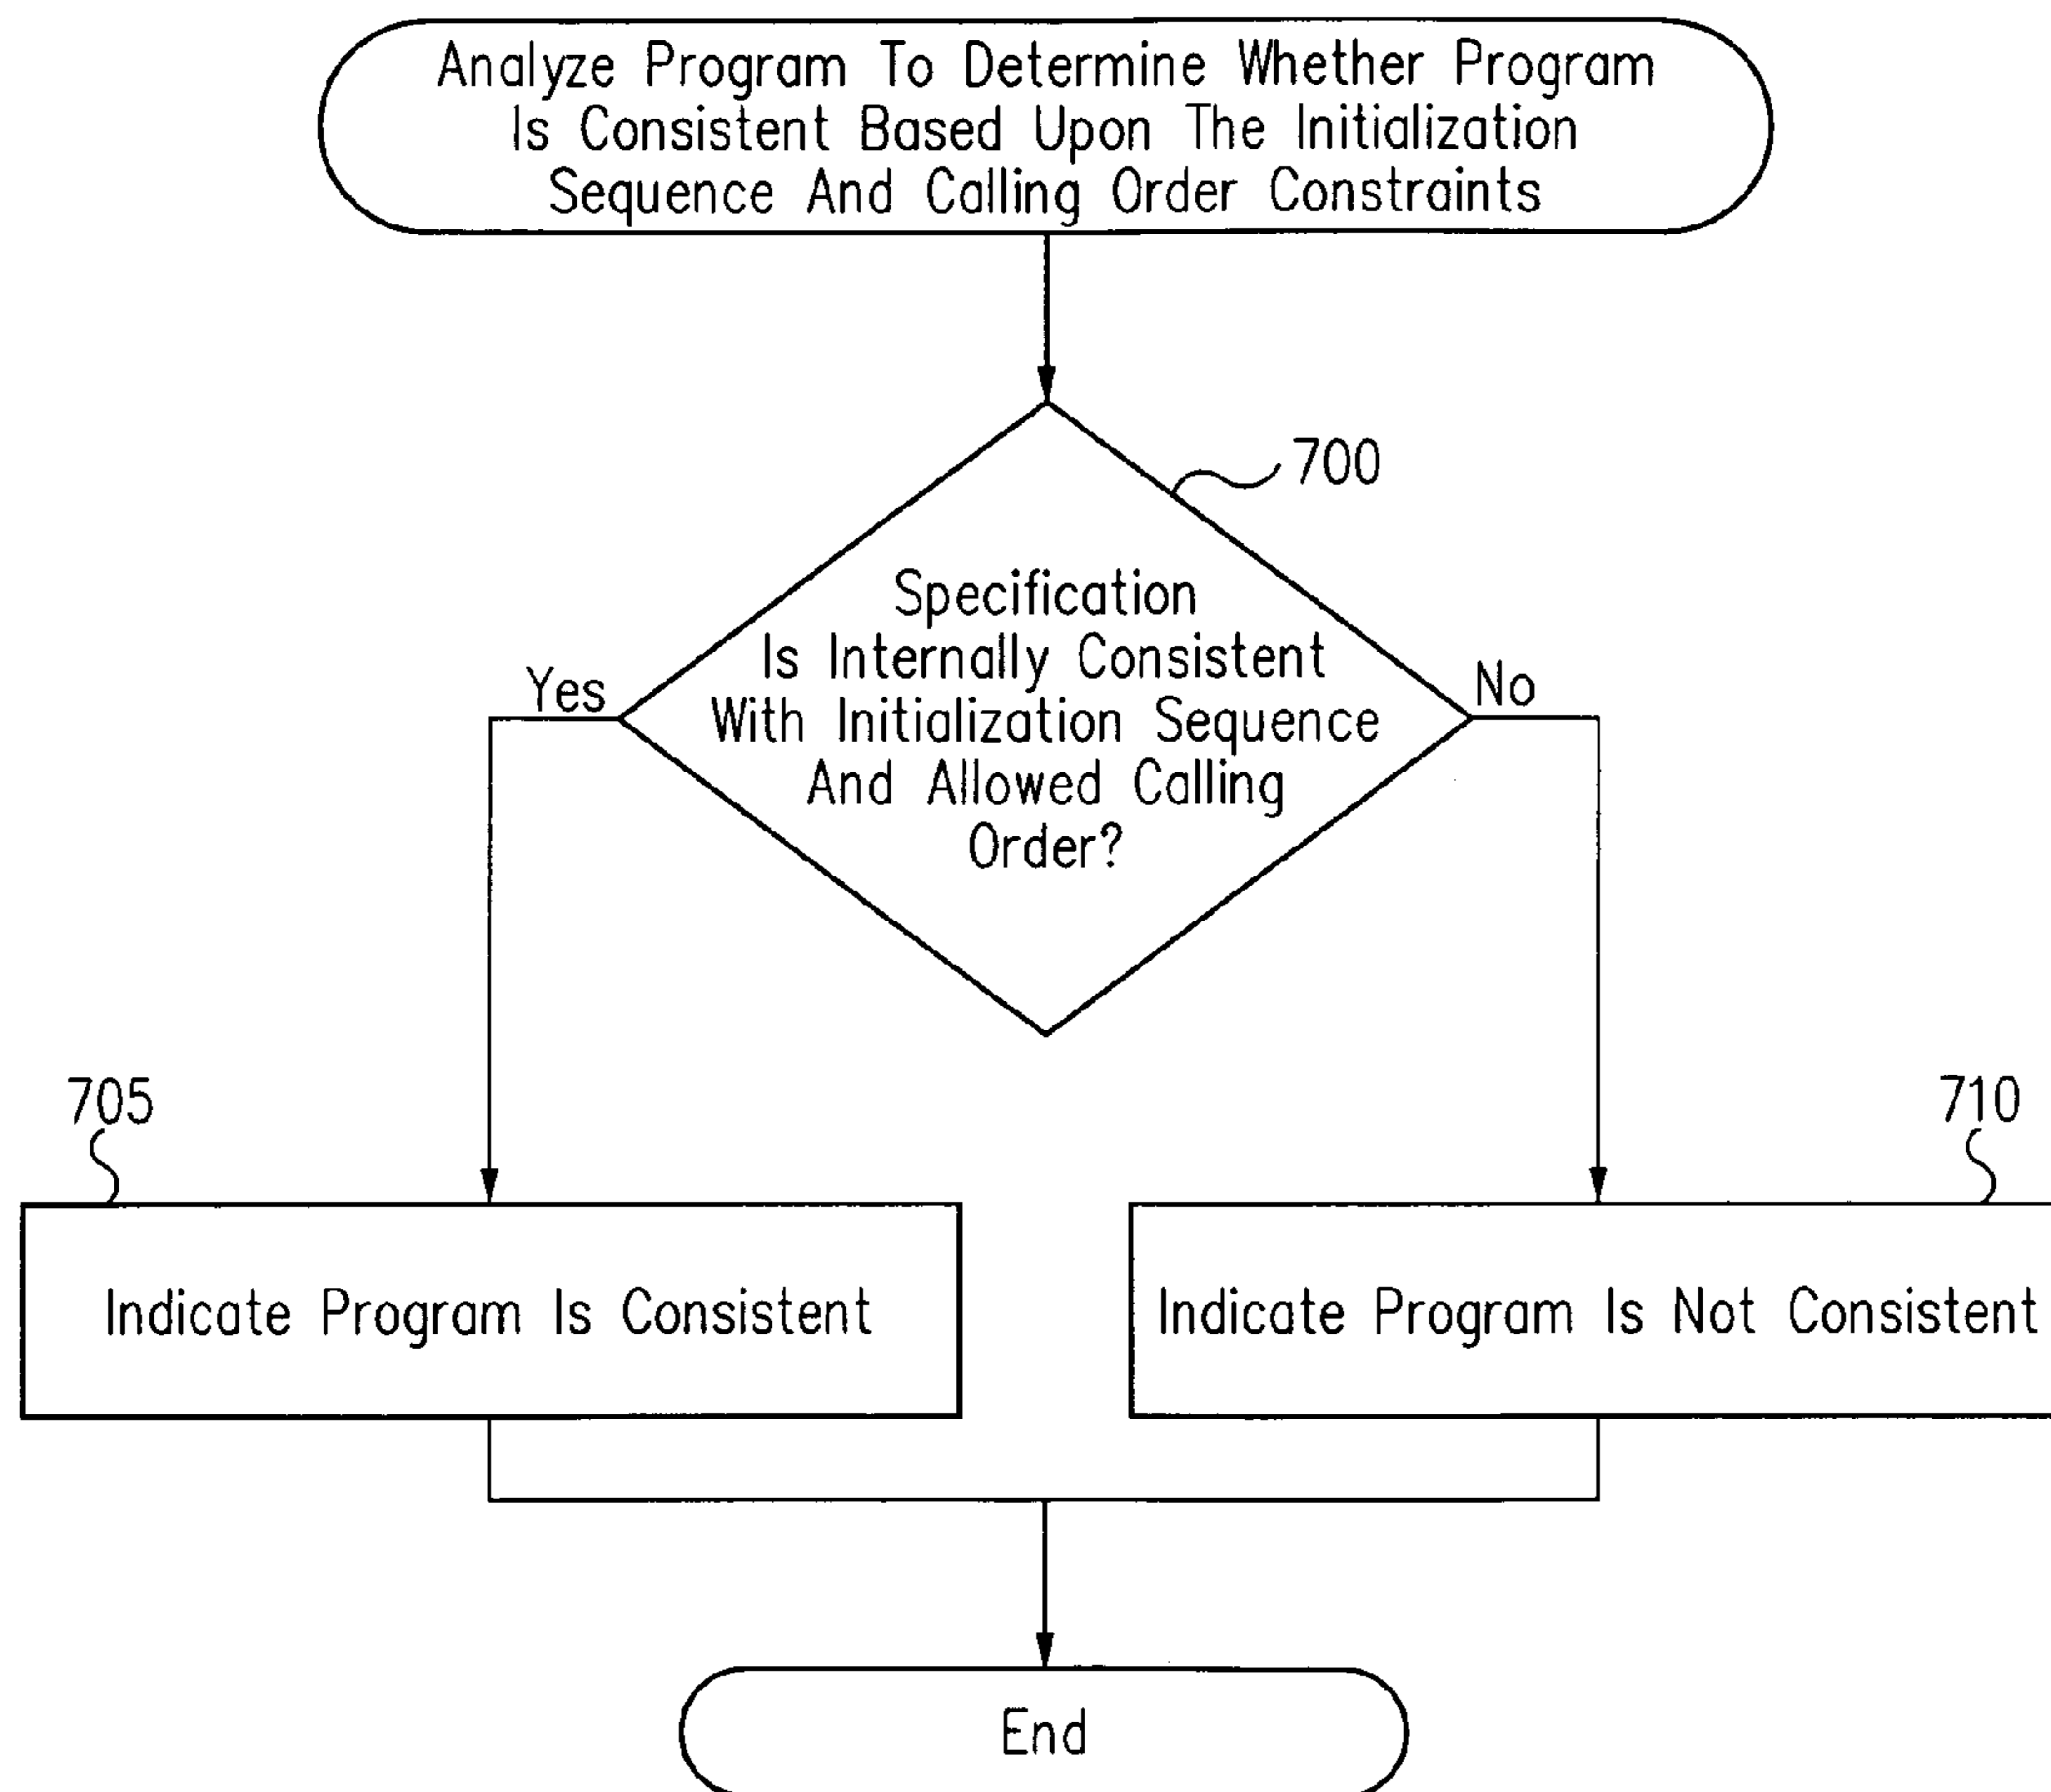 Analyze Program To Determine Whether Program
Is Consistent Based Upon The Initialization
Sequence And Calling Order Constraints
700
Specification
Is Internally Consistent
With Initialization Sequence
And Allowed Calling
Order?
Yes
No
705
710
Indicate Program Is Consistent
Indicate Program Is Not Consistent
End